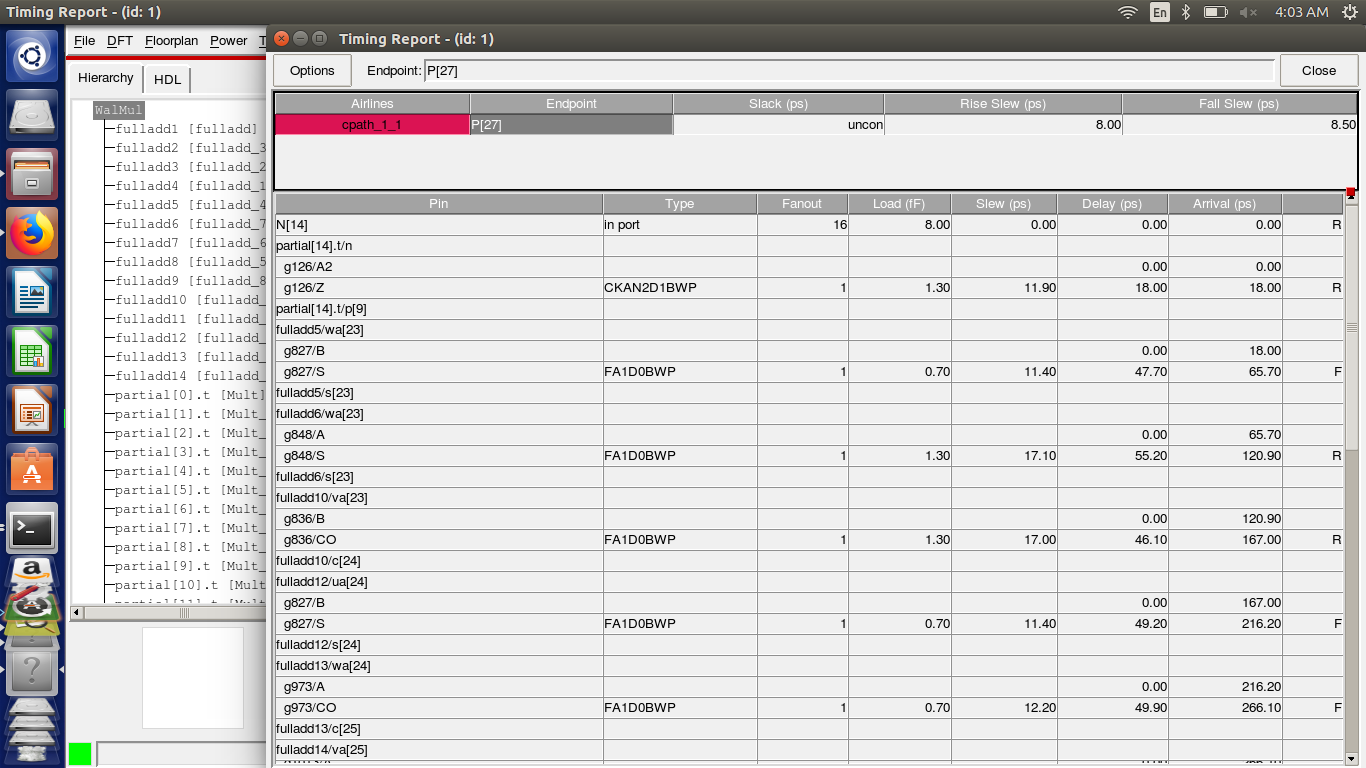 Timing Report - (id: 1)
En
4:03 AM
File DFT Floorplan Power T
Timing Report - (id: 1)
Hierarchy HDL
Options Endpoint: P[27] Close
WalMul
fulladd1 [fulladd]
fulladd2 [fulladd_3
fulladd3 [fulladd_2
fulladd4 [fulladd_1
fulladd5 [fulladd_4
fulladd6 [fulladd_7
fulladd7 [fulladd_6
fulladd8 [fulladd_5
fulladd9 [fulladd_8
fulladd10 [fulladd_
fulladd11 [fulladd_
fulladd12 [fulladd_
fulladd13 [fulladd_
fulladd14 [fulladd_
partial[0].t [Mult]
partial[1].t [Mult_
partial[2].t [Mult_
partial[3].t [Mult_
partial[4].t [Mult_
partial[5].t [Mult_
partial[6].t [Mult_
partial[7].t [Mult_
partial[8].t [Mult_
partial[9].t [Mult_
partial[10].t [Mult
Airlines Endpoint Slack (ps) Rise Slew (ps) Fall Slew (ps)
cpath_1_1 P[27] uncon 8.00 8.50
Pin Type Fanout Load (fF) Slew (ps) Delay (ps) Arrival (ps)
N[14] in port 16 8.00 0.00 0.00 0.00 R
partial[14].t/n
g126/A2 0.00 0.00
g126/Z CKAN2D1BWP 1 1.30 11.90 18.00 18.00 R
partial[14].t/p[9]
fulladd5/wa[23]
g827/B 0.00 18.00
g827/S FA1D0BWP 1 0.70 11.40 47.70 65.70 F
fulladd5/s[23]
fulladd6/wa[23]
g848/A 0.00 65.70
g848/S FA1D0BWP 1 1.30 17.10 55.20 120.90 R
fulladd6/s[23]
fulladd10/va[23]
g836/B 0.00 120.90
g836/CO FA1D0BWP 1 1.30 17.00 46.10 167.00 R
fulladd10/c[24]
fulladd12/ua[24]
g827/B 0.00 167.00
g827/S FA1D0BWP 1 0.70 11.40 49.20 216.20 F
fulladd12/s[24]
fulladd13/wa[24]
g973/A 0.00 216.20
g973/CO FA1D0BWP 1 0.70 12.20 49.90 266.10 F
fulladd13/c[25]
fulladd14/va[25]